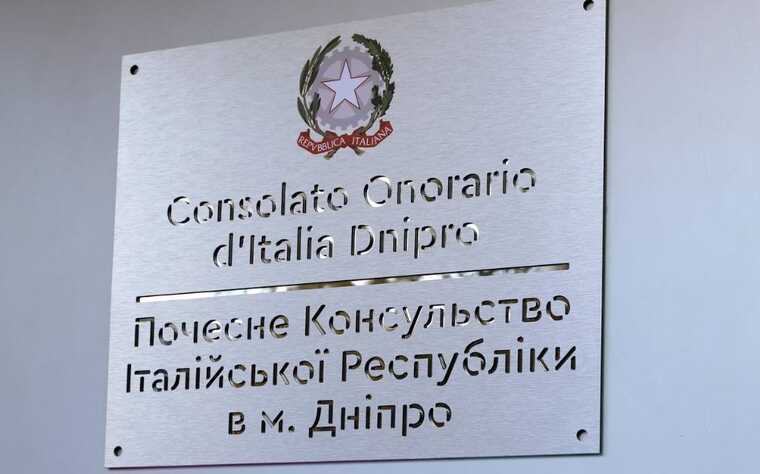 REPVBBLICA ITALIANA
Consolato Onorario
d'Italia Dnipro
Почесне Консульство
Італійської Республіки
в м. Дніпро